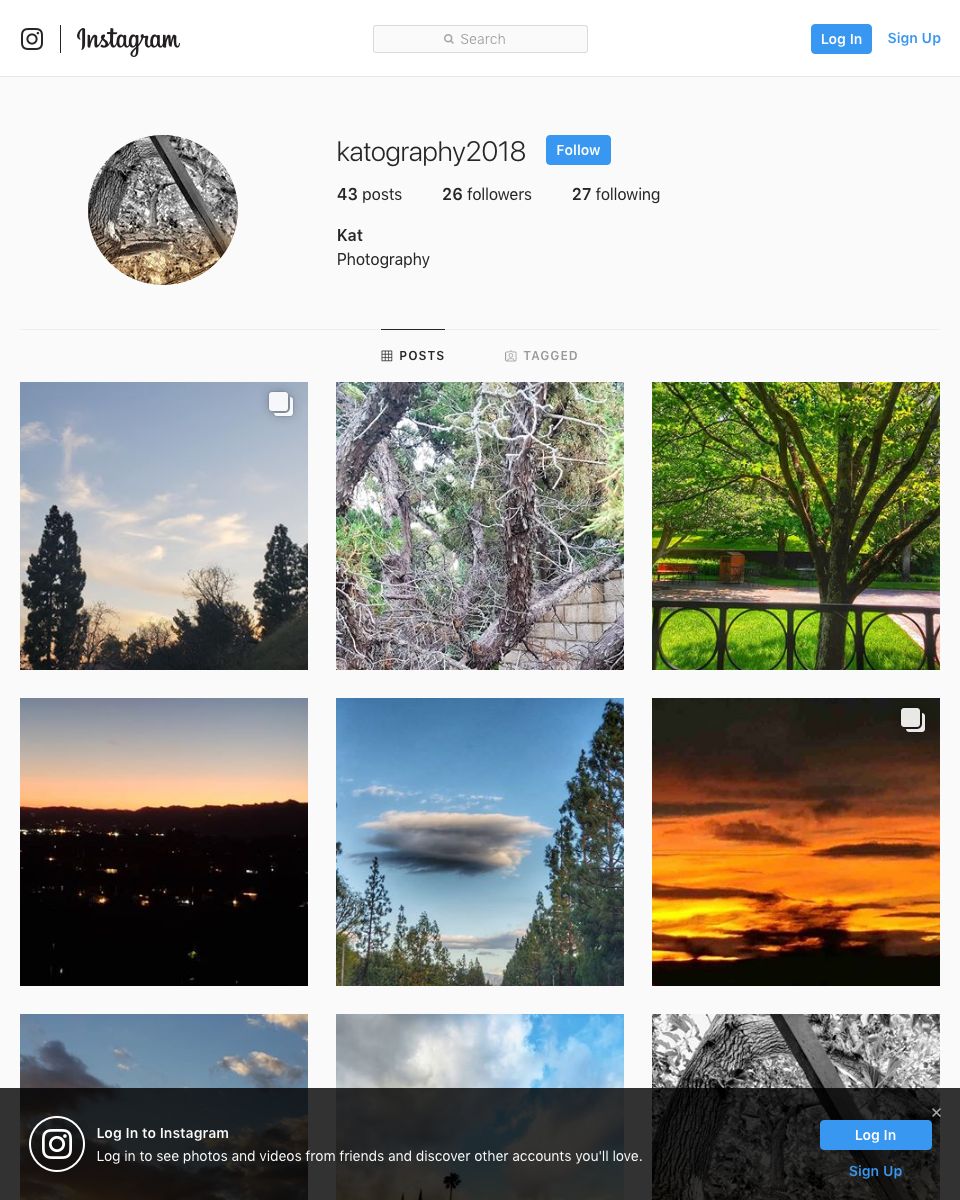 Instagram
Search
Log In
Sign Up
katography2018
Follow
43 posts
26 followers
27 following
Kat
Photography
POSTS
TAGGED
Log In to Instagram
Log in to see photos and videos from friends and discover other accounts you'll love.
Log In
Sign Up